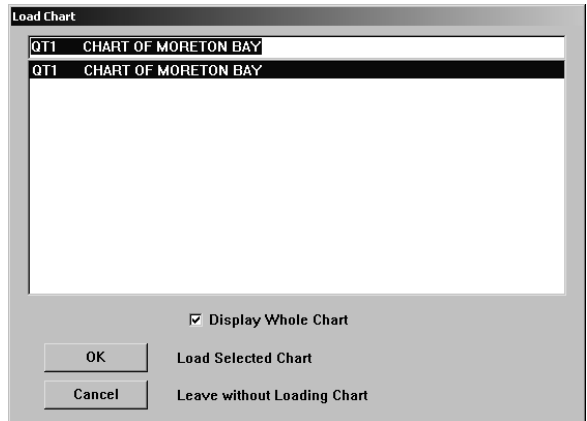 Load Chart
QT1 CHART OF MORETON BAY
QT1 CHART OF MORETON BAY
Display Whole Chart
OK Load Selected Chart
Cancel Leave without Loading Chart